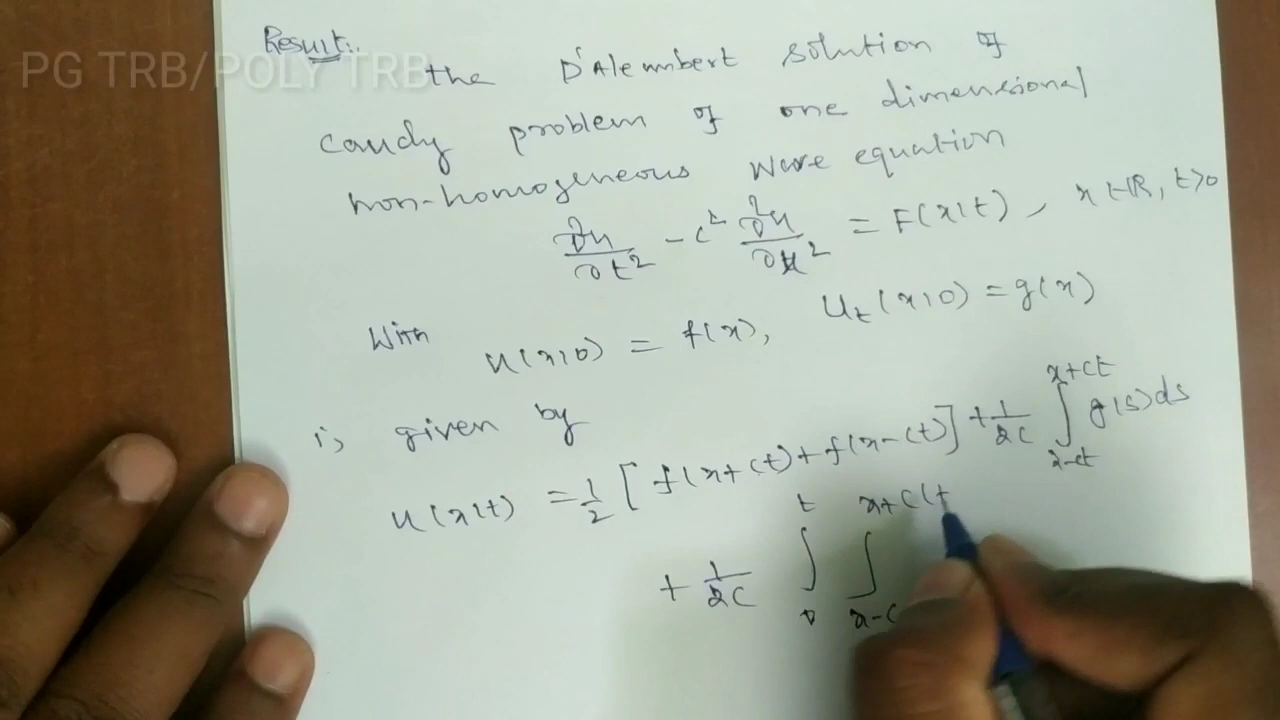 PG TRB/POLY TRB
Result:.
the D'Alembert solution of
Cauchy problem of one dimensional
non-homogeneous Wave equation
∂²u/∂t² - c² ∂²u/∂x² = F(x,t), x∈ℝ, t>0
With u(x,0) = f(x), u_t(x,0) = g(x)
is given by
u(x,t) = 1/2 [f(x+ct) + f(x-ct)] + 1/2c ∫_{x-ct}^{x+ct} g(s)ds
+ 1/2c ∫_0^t ∫_{x-c}^{x+c(t